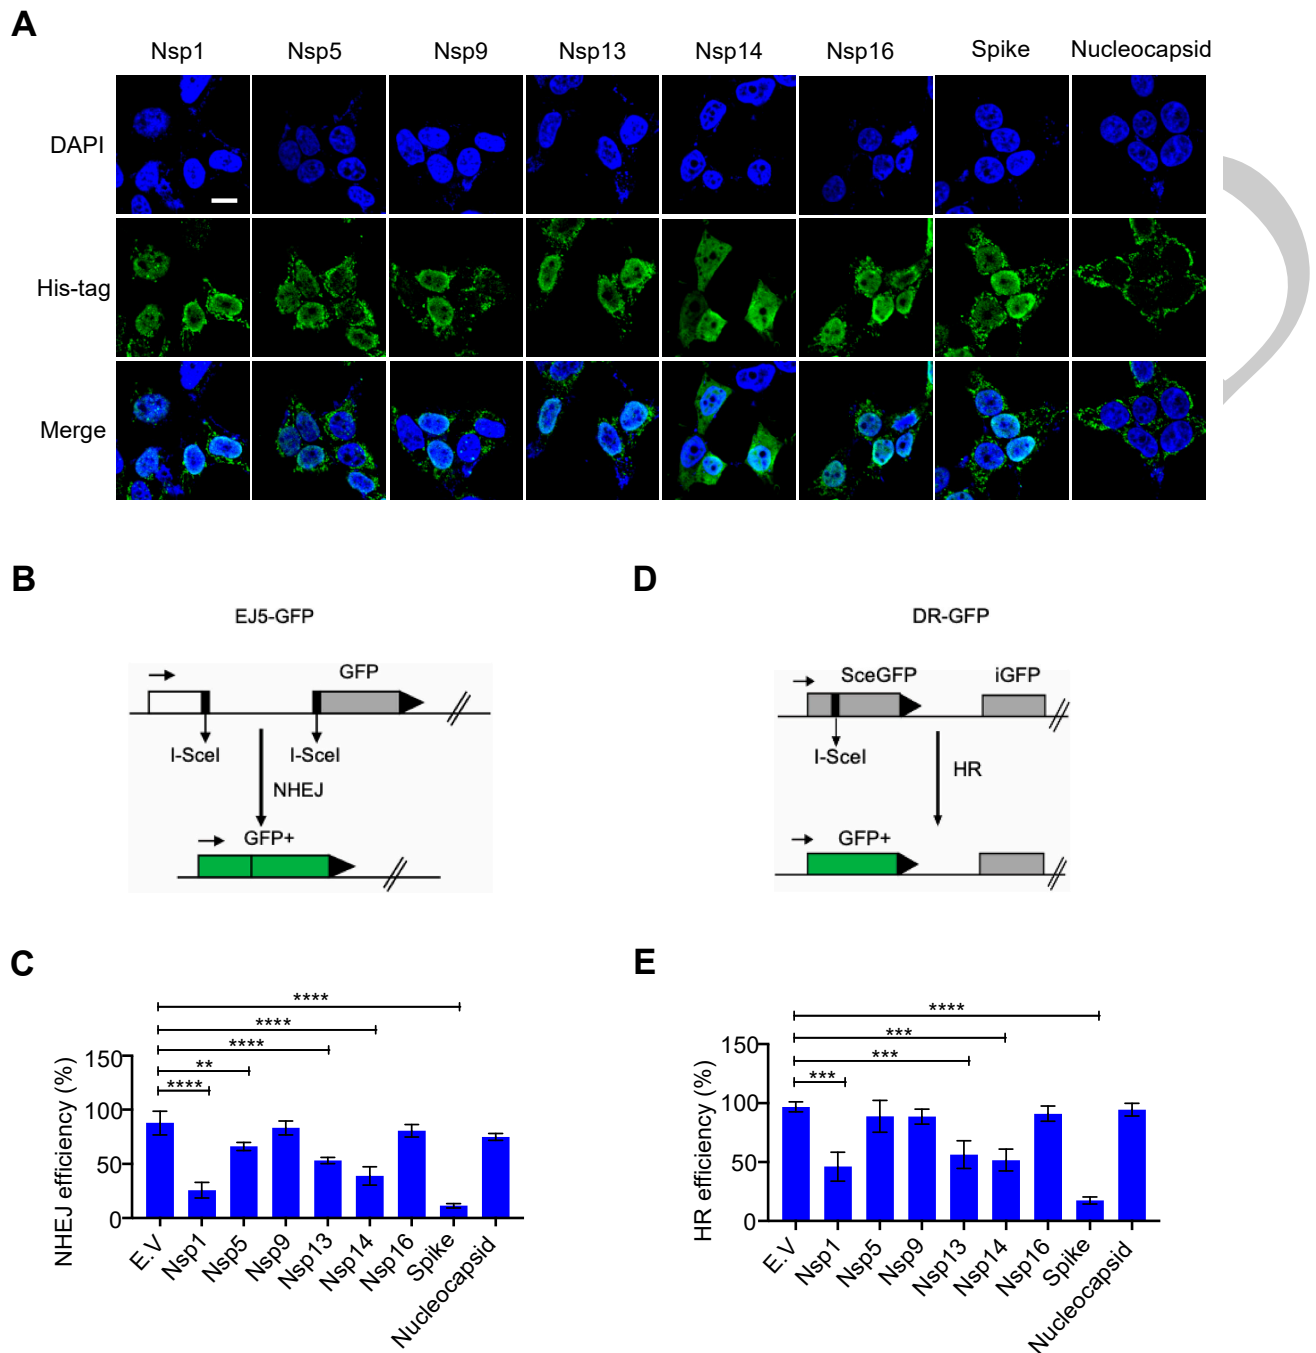 A
Nsp1 Nsp5 Nsp9 Nsp13 Nsp14 Nsp16 Spike Nucleocapsid
DAPI
His-tag
Merge
B
EJ5-GFP
GFP
I-SceI I-SceI
NHEJ
GFP+
D
DR-GFP
SceGFP iGFP
I-SceI
HR
GFP+
C
****
****
****
**
****
NHEJ efficiency (%)
150
100
50
0
E.V Nsp1 Nsp5 Nsp9 Nsp13 Nsp14 Nsp16 Spike Nucleocapsid
E
****
***
***
***
HR efficiency (%)
150
100
50
0
E.V Nsp1 Nsp5 Nsp9 Nsp13 Nsp14 Nsp16 Spike Nucleocapsid